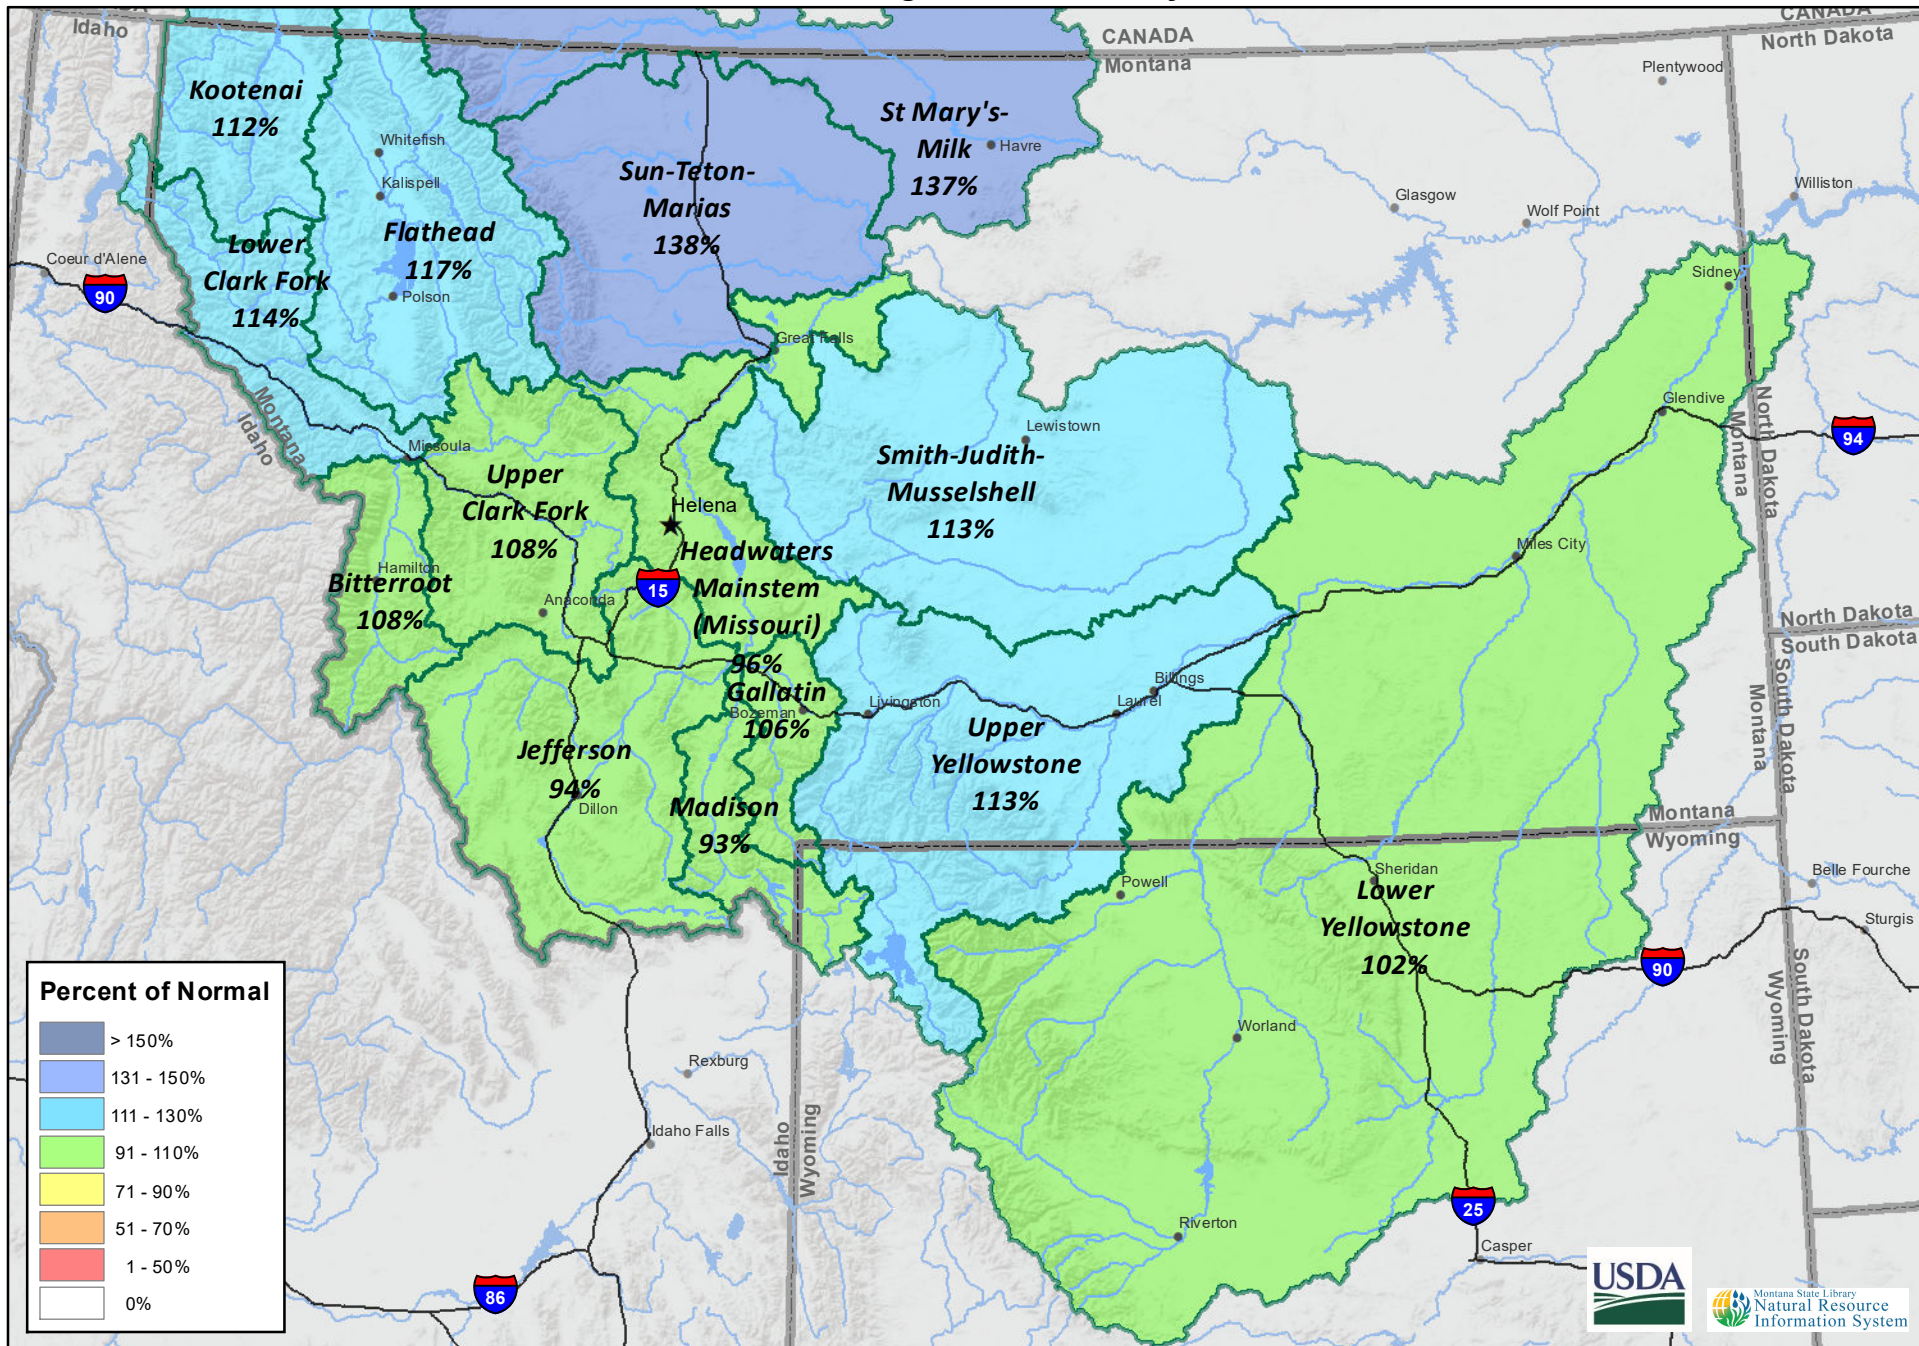 CANADA
Idaho
CANADA
Montana
CANADA
North Dakota
Plentywood
Kootenai
112%
Whitefish
Kalispell
St Mary's-
Milk
137%
Havre
Sun-Teton-
Marias
138%
Glasgow
Wolf Point
Williston
Flathead
117%
Polson
Lower
Clark Fork
114%
Coeur d'Alene
90
Sidney
Great Falls
Montana
Idaho
Missoula
Lewistown
Smith-Judith-
Musselshell
113%
Glendive
North Dakota
Montana
94
Upper
Clark Fork
108%
Helena
Headwaters
Mainstem
(Missouri)
96%
15
Hamilton
Bitterroot
108%
Anaconda
Miles City
North Dakota
South Dakota
South Dakota
Montana
Gallatin
106%
Bozeman
Livingston
Billings
Laurel
Upper
Yellowstone
113%
Jefferson
94%
Dillon
Madison
93%
Montana
Wyoming
Powell
Sheridan
Lower
Yellowstone
102%
Belle Fourche
Sturgis
90
South Dakota
Wyoming
Worland
Rexburg
Idaho Falls
Idaho
Wyoming
Riverton
25
Casper
86
Percent of Normal
> 150%
131 - 150%
111 - 130%
91 - 110%
71 - 90%
51 - 70%
1 - 50%
0%
USDA
Montana State Library
Natural Resource
Information System